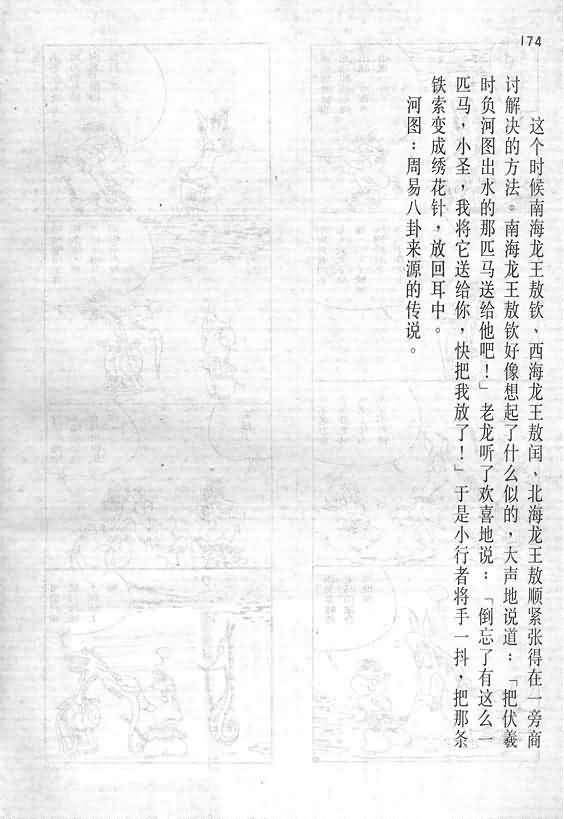 174
这个时候南海龙王敖钦、西海龙王敖闰、北海龙王敖顺紧张得在一旁商
讨解决的方法。南海龙王敖钦好像想起了什么似的，大声地说道：「把伏羲
时负河图出水的那匹马送给他吧！」老龙听了欢喜地说：「倒忘了有这么一
匹马，小圣，我将它送给你，快把我放了！」于是小行者将手一抖，把那条
铁索变成绣花针，放回耳中。
河图：周易八卦来源的传说。